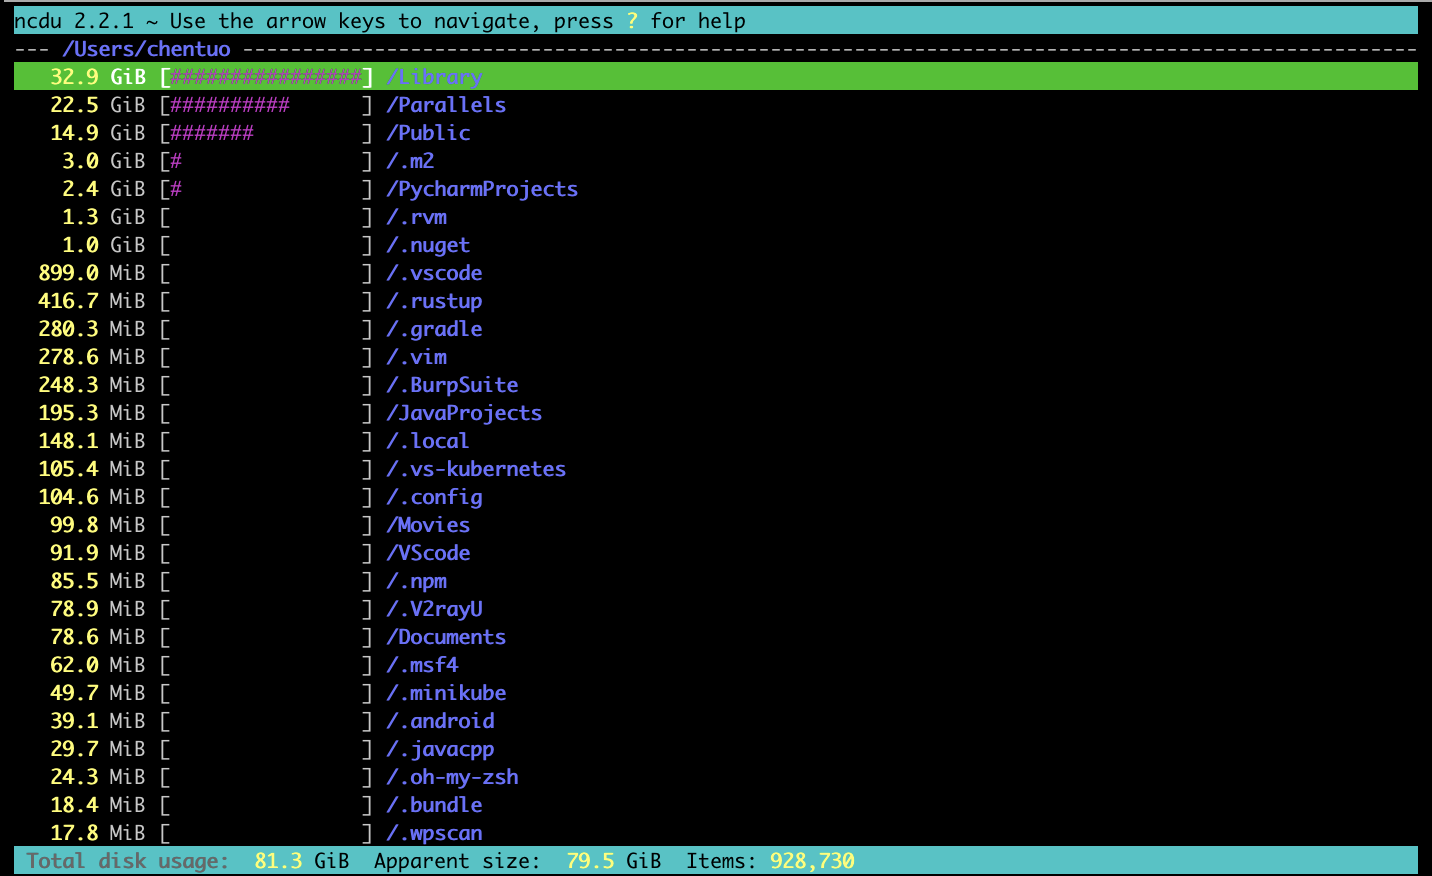 ncdu 2.2.1 ~ Use the arrow keys to navigate, press ? for help
--- /Users/chentuo --------------------------------------------------------------------------------------------------
32.9 GiB [################] /Library
22.5 GiB [##########      ] /Parallels
14.9 GiB [#######         ] /Public
3.0 GiB [#               ] /.m2
2.4 GiB [#               ] /PycharmProjects
1.3 GiB [                ] /.rvm
1.0 GiB [                ] /.nuget
899.0 MiB [                ] /.vscode
416.7 MiB [                ] /.rustup
280.3 MiB [                ] /.gradle
278.6 MiB [                ] /.vim
248.3 MiB [                ] /.BurpSuite
195.3 MiB [                ] /JavaProjects
148.1 MiB [                ] /.local
105.4 MiB [                ] /.vs-kubernetes
104.6 MiB [                ] /.config
99.8 MiB [                ] /Movies
91.9 MiB [                ] /VScode
85.5 MiB [                ] /.npm
78.9 MiB [                ] /.V2rayU
78.6 MiB [                ] /Documents
62.0 MiB [                ] /.msf4
49.7 MiB [                ] /.minikube
39.1 MiB [                ] /.android
29.7 MiB [                ] /.javacpp
24.3 MiB [                ] /.oh-my-zsh
18.4 MiB [                ] /.bundle
17.8 MiB [                ] /.wpscan
Total disk usage:  81.3 GiB  Apparent size:  79.5 GiB  Items: 928,730